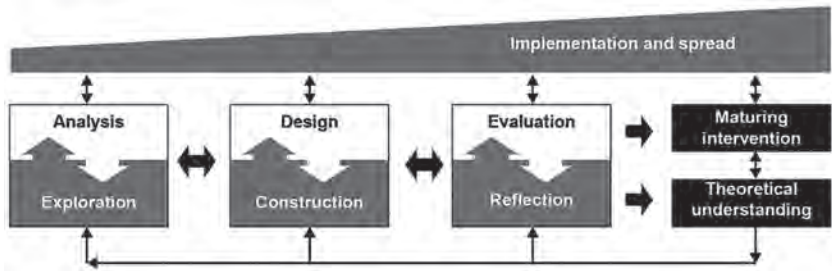 Implementation and spread
Analysis
Exploration
Design
Construction
Evaluation
Reflection
Maturing
intervention
Theoretical
understanding